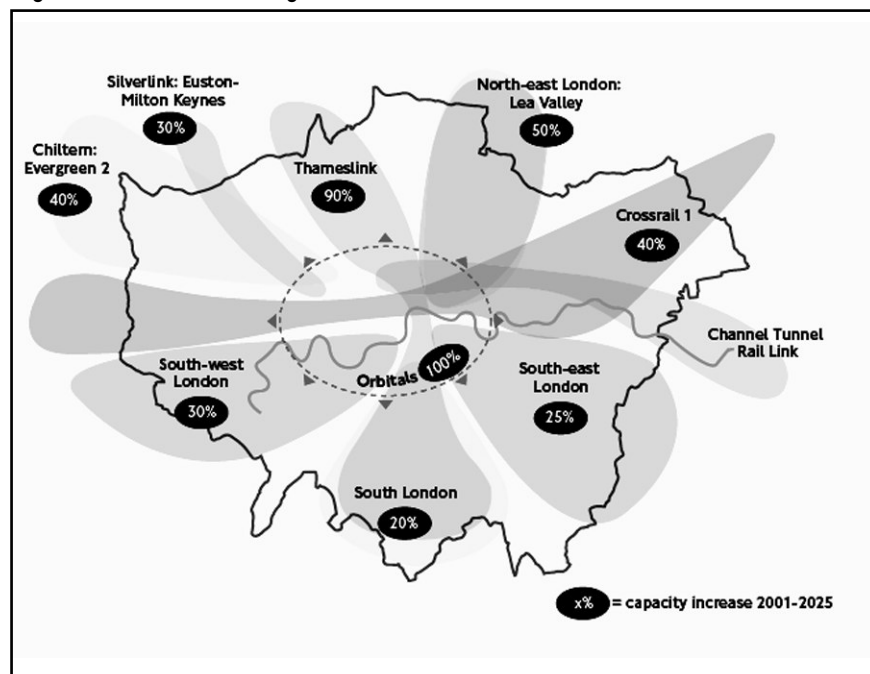 Silverlink: Euston-
Milton Keynes
30%
North-east London:
Lea Valley
50%
Chiltern:
Evergreen 2
40%
Thameslink
90%
Crossrail 1
40%
Channel Tunnel
Rail Link
South-west
London
30%
Orbitals 100%
South-east
London
25%
South London
20%
x% = capacity increase 2001-2025